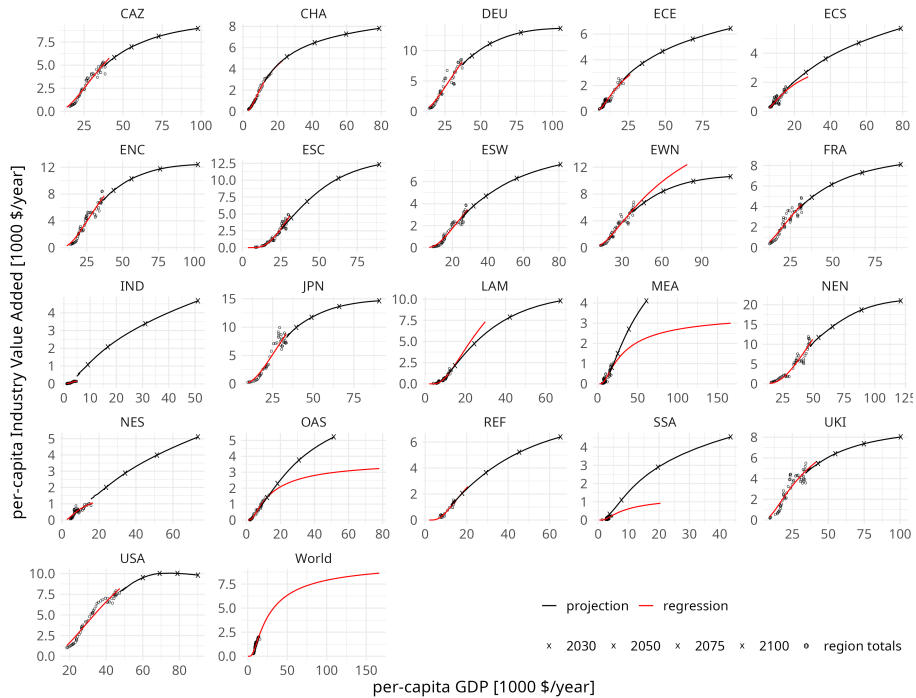 CAZ CHA DEU ECE ECS
7.5 5.0 2.5 0.0
8 6 4 2 0
10 5 0
6 4 2 0
6 4 2 0
25 50 75 100
0 20 40 60 80
25 50 75 100
25 50 75
20 40 60 80
ENC ESC ESW EWN FRA
12 8 4 0
12.5 10.0 7.5 5.0 2.5 0.0
8 6 4 2 0
12 9 6 3 0
8 6 4 2 0
25 50 75 100
0 25 50 75
20 40 60 80
30 60 90
25 50 75
IND JPN LAM MEA NEN
4 3 2 1 0
15 10 5 0
10.0 7.5 5.0 2.5 0.0
4 3 2 1 0
20 15 10 5 0
0 10 20 30 40 50
25 50 75
0 20 40 60
0 50 100 150
25 50 75 100 125
NES OAS REF SSA UKI
5 4 3 2 1 0
5 4 3 2 1 0
6 4 2 0
4 3 2 1 0
8 6 4 2 0
0 20 40 60
0 20 40 60 80
0 20 40 60
0 10 20 30 40
25 50 75 100
USA World
10.0 7.5 5.0 2.5 0.0
7.5 5.0 2.5 0.0
20 40 60 80
0 50 100 150
per-capita Industry Value Added [1000 $/year]
per-capita GDP [1000 $/year]
projection regression
2030 2050 2075 2100 region totals